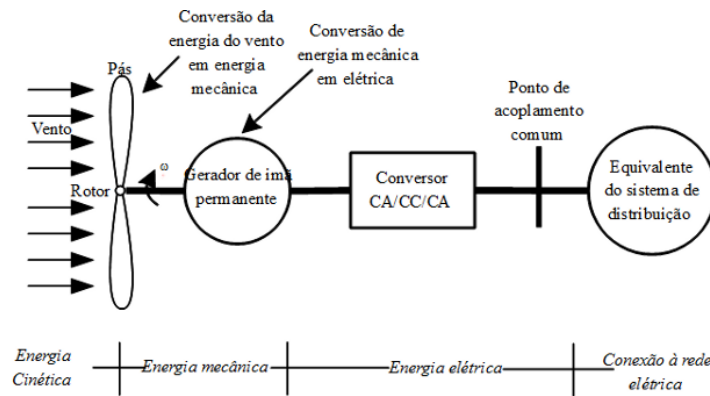 Conversão da
energia do vento
em energia
mecânica
Conversão de
energia mecânica
em elétrica
Pás
Ponto de
acoplamento
comum
Vento
ω
Rotor
Gerador de imã
permanente
Conversor
CA/CC/CA
Equivalente
do sistema de
distribuição
Energia
Cinética
Energia mecânica
Energia elétrica
Conexão à rede
elétrica